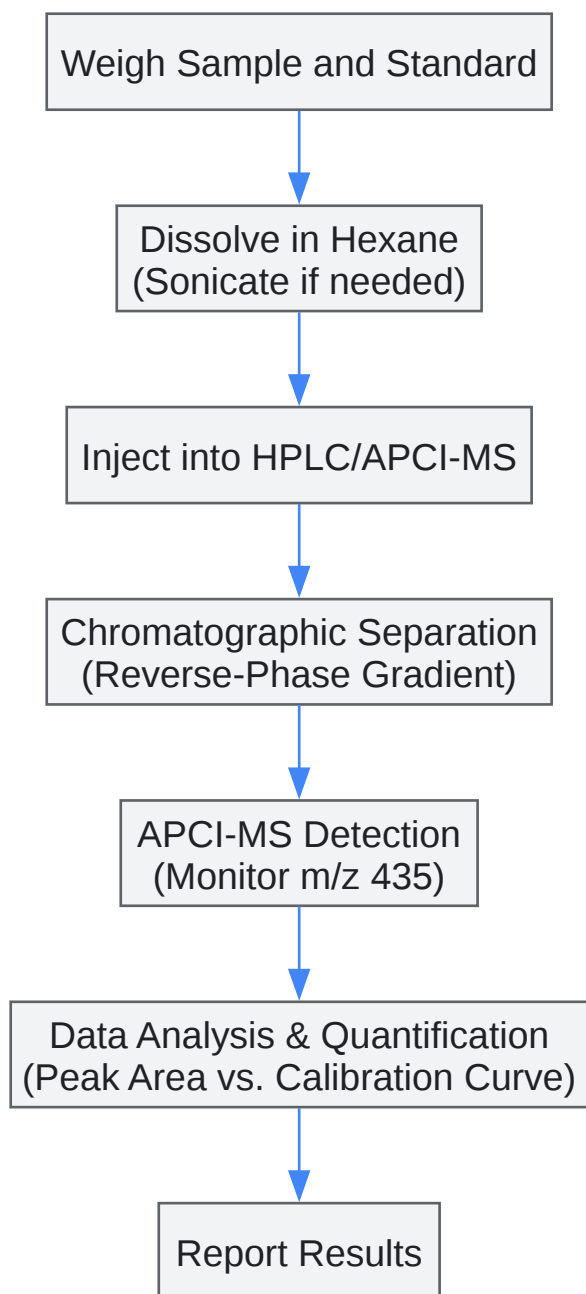 Weigh Sample and Standard
Dissolve in Hexane
(Sonicate if needed)
Inject into HPLC/APCI-MS
Chromatographic Separation
(Reverse-Phase Gradient)
APCI-MS Detection
(Monitor m/z 435)
Data Analysis & Quantification
(Peak Area vs. Calibration Curve)
Report Results